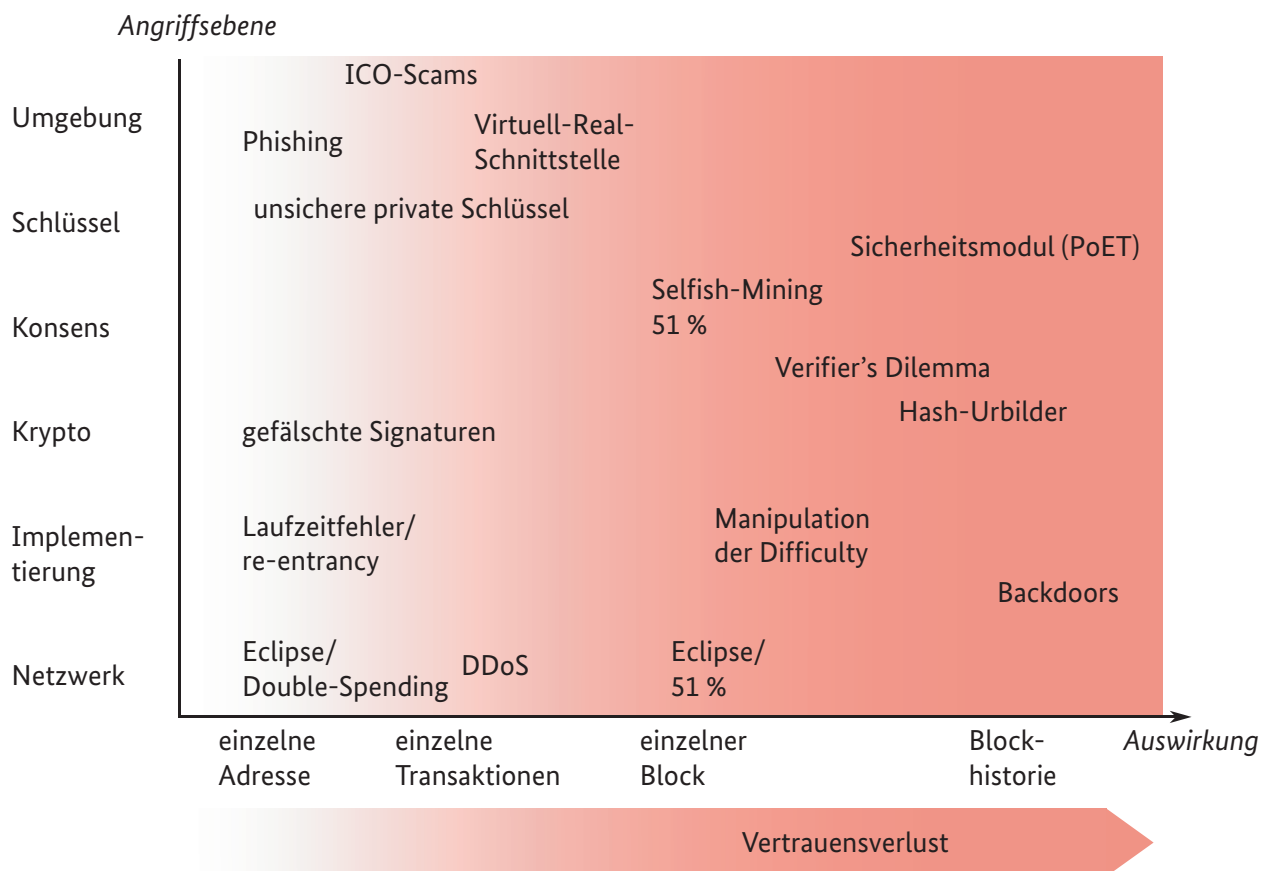 Angriffsebene
ICO-Scams
Umgebung
Virtuell-Real-
Schnittstelle
Phishing
unsichere private Schlüssel
Schlüssel
Sicherheitsmodul (PoET)
Selfish-Mining
51 %
Konsens
Verifier's Dilemma
Hash-Urbilder
Krypto
gefälschte Signaturen
Laufzeitfehler/
re-entrancy
Manipulation
der Difficulty
Implemen-
tierung
Backdoors
Netzwerk
Eclipse/
Double-Spending
DDoS
Eclipse/
51 %
einzelne
Adresse
einzelne
Transaktionen
einzelner
Block
Block-
historie
Auswirkung
Vertrauensverlust